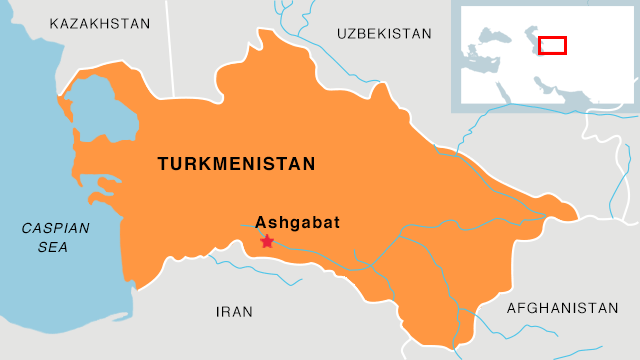 KAZAKHSTAN
UZBEKISTAN
TURKMENISTAN
Ashgabat
CASPIAN
SEA
IRAN
AFGHANISTAN